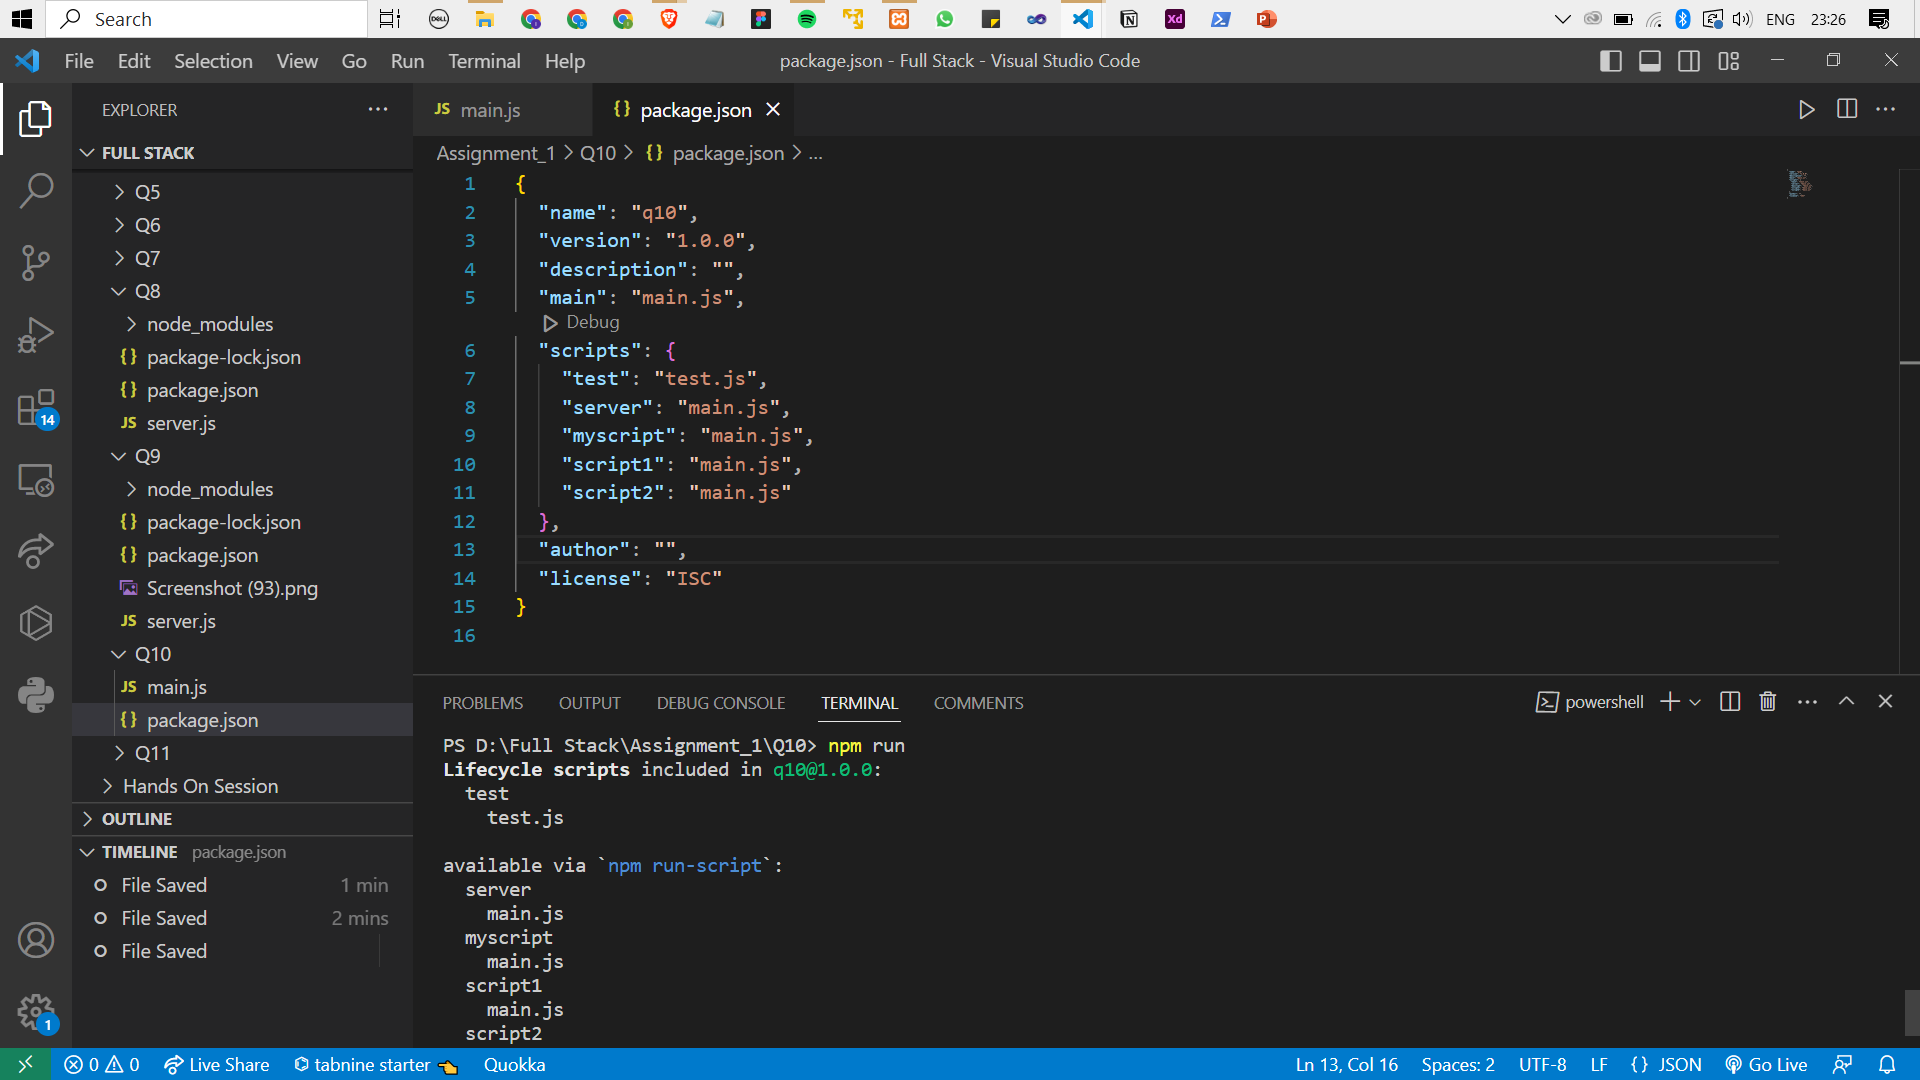 Search
DELL
Xd
ENG
23:26
File Edit Selection View Go Run Terminal Help
package.json - Full Stack - Visual Studio Code
EXPLORER
FULL STACK
Q5
Q6
Q7
Q8
node_modules
{} package-lock.json
{} package.json
JS server.js
Q9
node_modules
{} package-lock.json
{} package.json
Screenshot (93).png
JS server.js
Q10
JS main.js
{} package.json
Q11
Hands On Session
OUTLINE
TIMELINE package.json
File Saved 1 min
File Saved 2 mins
File Saved
14
1
JS main.js
{} package.json
Assignment_1 > Q10 > {} package.json > ...
1 {
2 "name": "q10",
3 "version": "1.0.0",
4 "description": "",
5 "main": "main.js",
Debug
6 "scripts": {
7 "test": "test.js",
8 "server": "main.js",
9 "myscript": "main.js",
10 "script1": "main.js",
11 "script2": "main.js"
12 },
13 "author": "",
14 "license": "ISC"
15 }
16
PROBLEMS OUTPUT DEBUG CONSOLE TERMINAL COMMENTS
powershell
PS D:\Full Stack\Assignment_1\Q10> npm run
Lifecycle scripts included in q10@1.0.0:
test
test.js
available via `npm run-script`:
server
main.js
myscript
main.js
script1
main.js
script2
0 0 Live Share tabnine starter Quokka
Ln 13, Col 16 Spaces: 2 UTF-8 LF {} JSON Go Live